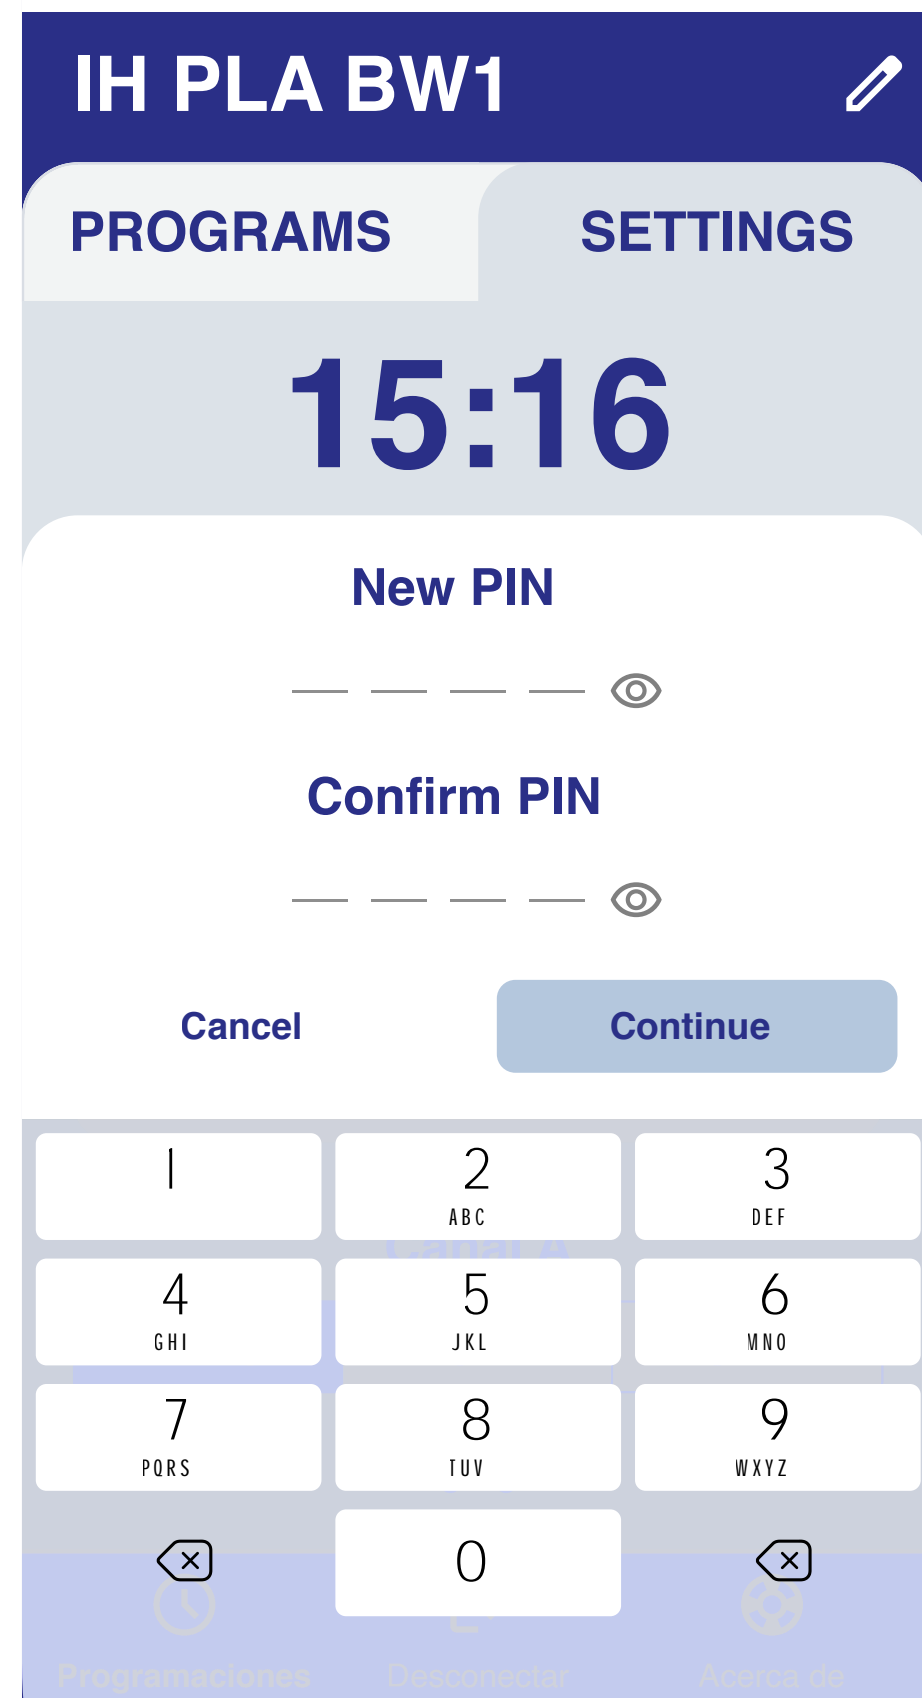 IH PLA BW1
PROGRAMS SETTINGS
15:16
New PIN
Confirm PIN
Cancel Continue
1 2 3
ABC DEF
Canal A
4 5 6
GHI JKL MNO
7 8 9
PQRS TUV WXYZ
0
Programaciones Desconectar Acerca de